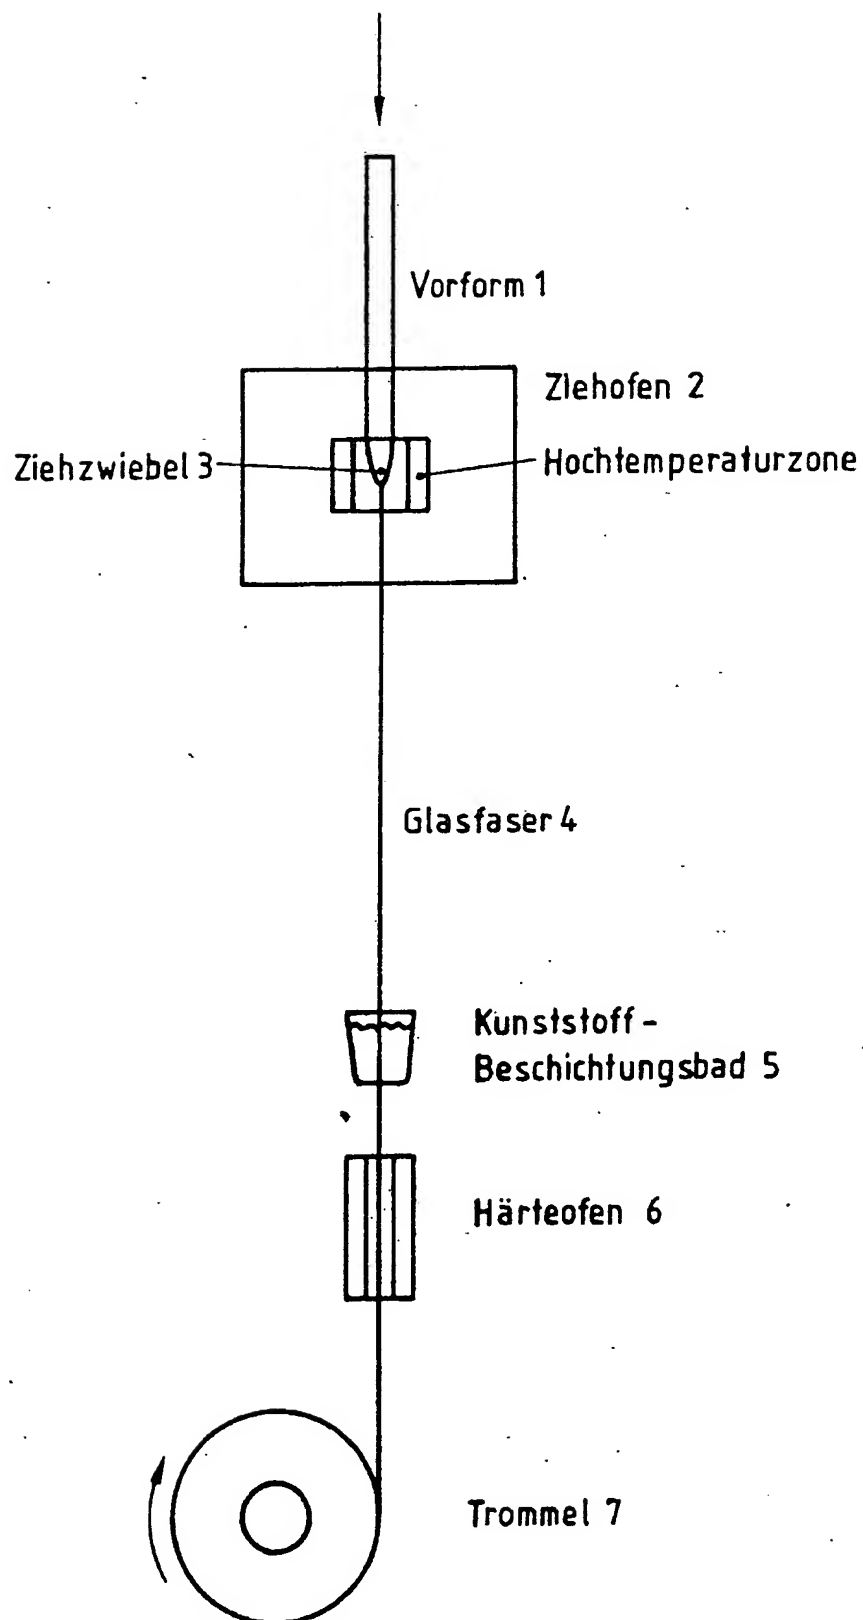 Vorform 1
Ziehofen 2
Ziehzwiebel 3
Hochtemperaturzone
Glasfaser 4
Kunststoff-
Beschichtungsbad 5
Härteofen 6
Trommel 7